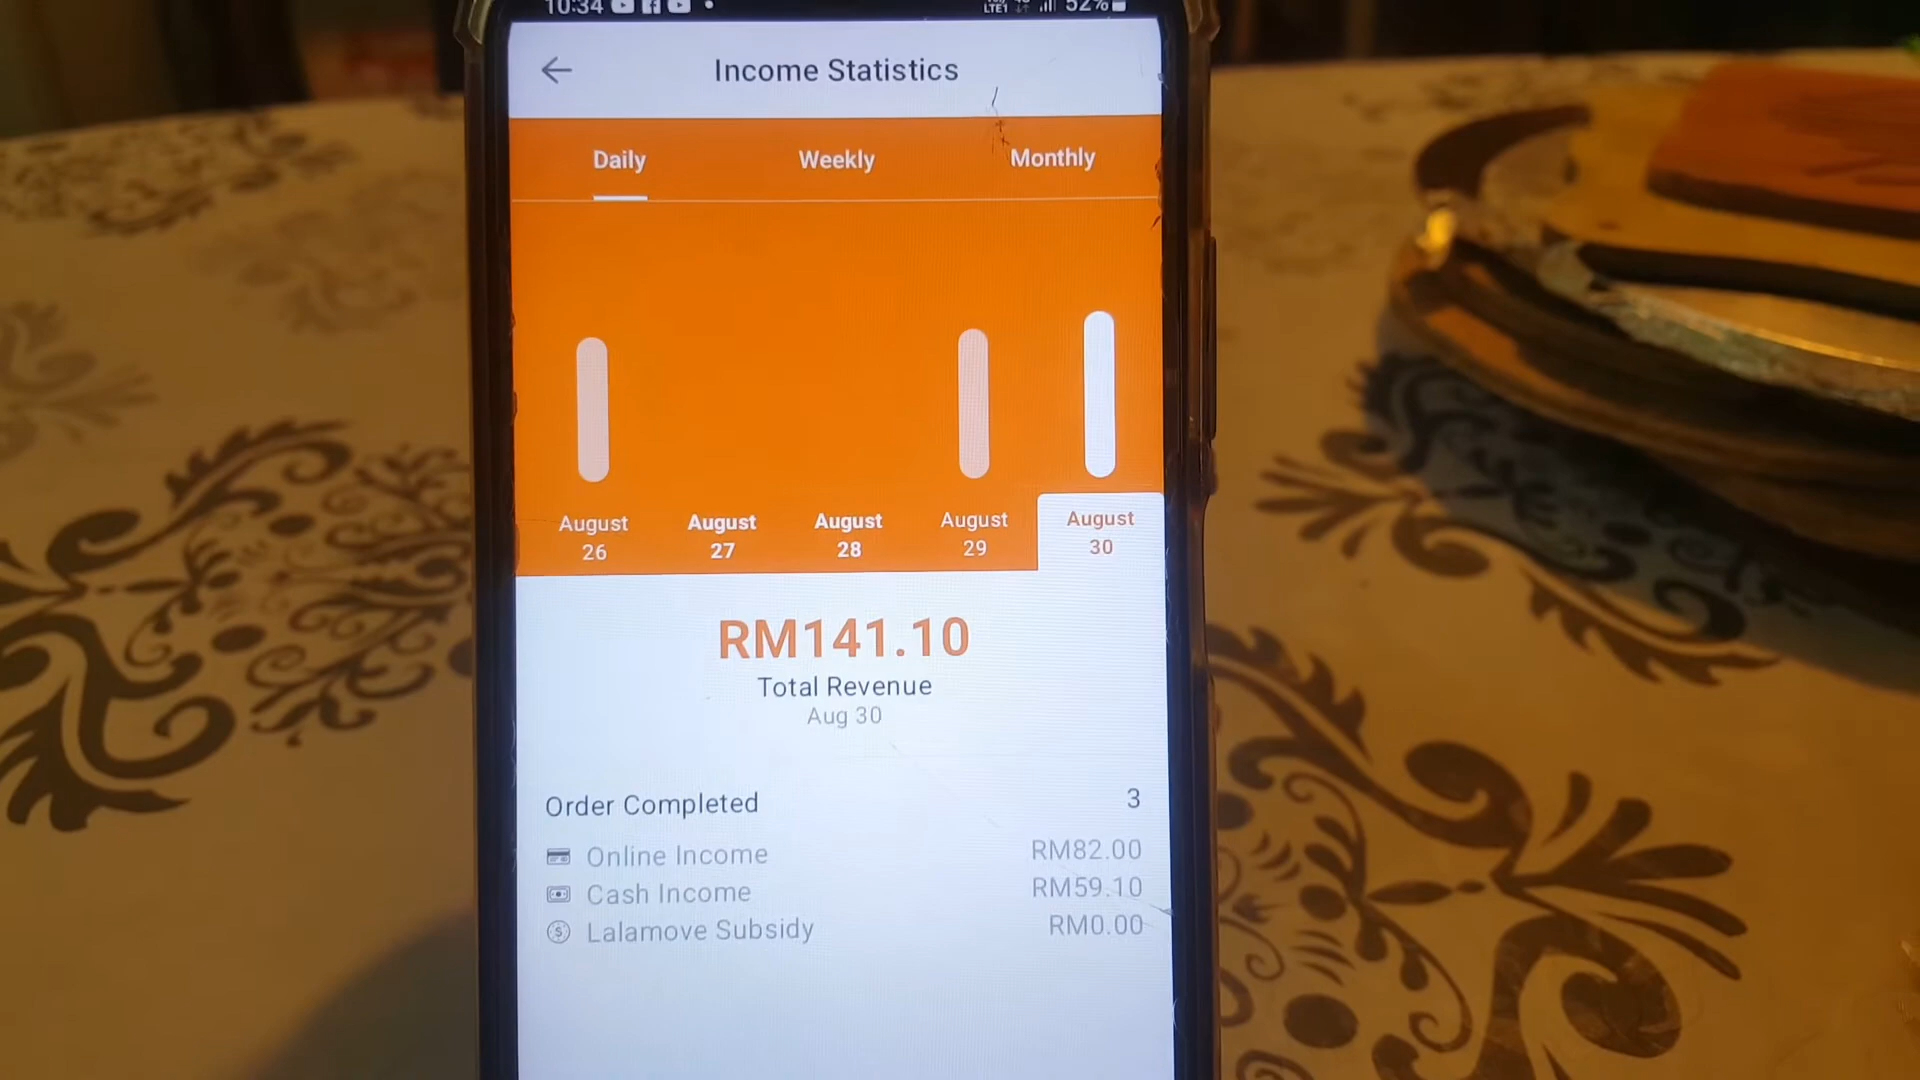 10:34
LTE1 52%
Income Statistics
Daily Weekly Monthly
August 26
August 27
August 28
August 29
August 30
RM141.10
Total Revenue
Aug 30
Order Completed 3
Online Income RM82.00
Cash Income RM59.10
Lalamove Subsidy RM0.00